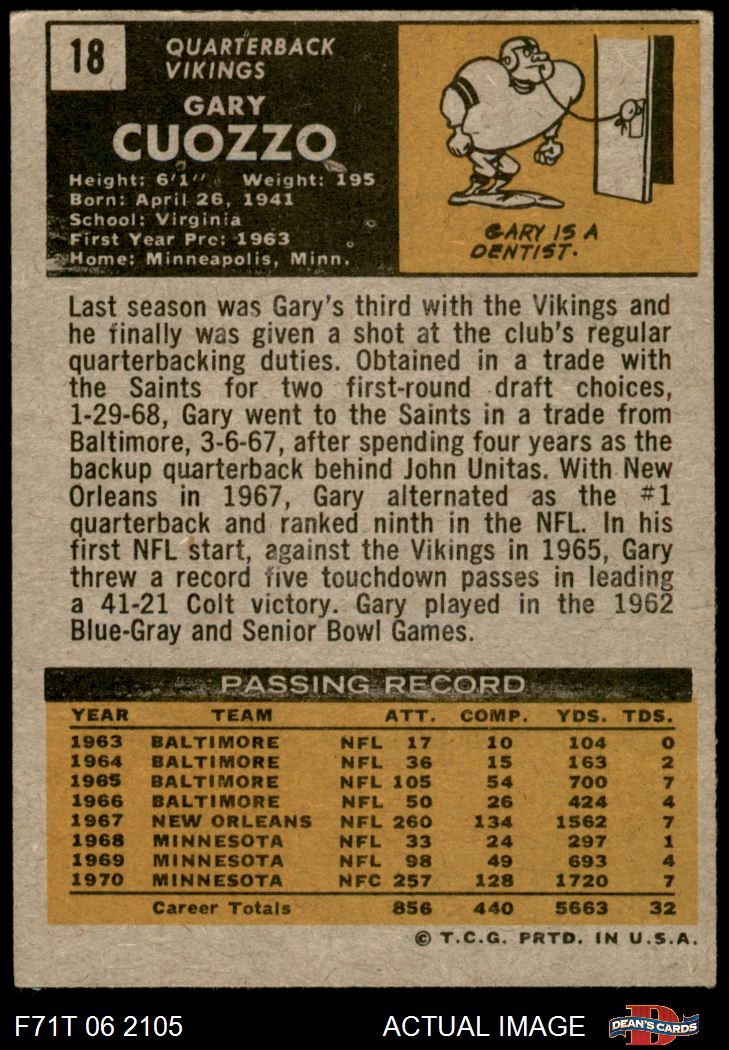 18
QUARTERBACK
VIKINGS
GARY
CUOZZO
Height: 6'1" Weight: 195
Born: April 26, 1941
School: Virginia
First Year Pro: 1963
Home: Minneapolis, Minn.
GARY IS A
DENTIST.
Last season was Gary's third with the Vikings and
he finally was given a shot at the club's regular
quarterbacking duties. Obtained in a trade with
the Saints for two first-round draft choices,
1-29-68, Gary went to the Saints in a trade from
Baltimore, 3-6-67, after spending four years as the
backup quarterback behind John Unitas. With New
Orleans in 1967, Gary alternated as the #1
quarterback and ranked ninth in the NFL. In his
first NFL start, against the Vikings in 1965, Gary
threw a record five touchdown passes in leading
a 41-21 Colt victory. Gary played in the 1962
Blue-Gray and Senior Bowl Games.
PASSING RECORD
YEAR TEAM ATT. COMP. YDS. TDS.
1963 BALTIMORE NFL 17 10 104 0
1964 BALTIMORE NFL 36 15 163 2
1965 BALTIMORE NFL 105 54 700 7
1966 BALTIMORE NFL 50 26 424 4
1967 NEW ORLEANS NFL 260 134 1562 7
1968 MINNESOTA NFL 33 24 297 1
1969 MINNESOTA NFL 98 49 693 4
1970 MINNESOTA NFC 257 128 1720 7
Career Totals 856 440 5663 32
© T.C.G. PRTD. IN U.S.A.
F71T 06 2105 ACTUAL IMAGE D DEAN'S CARDS